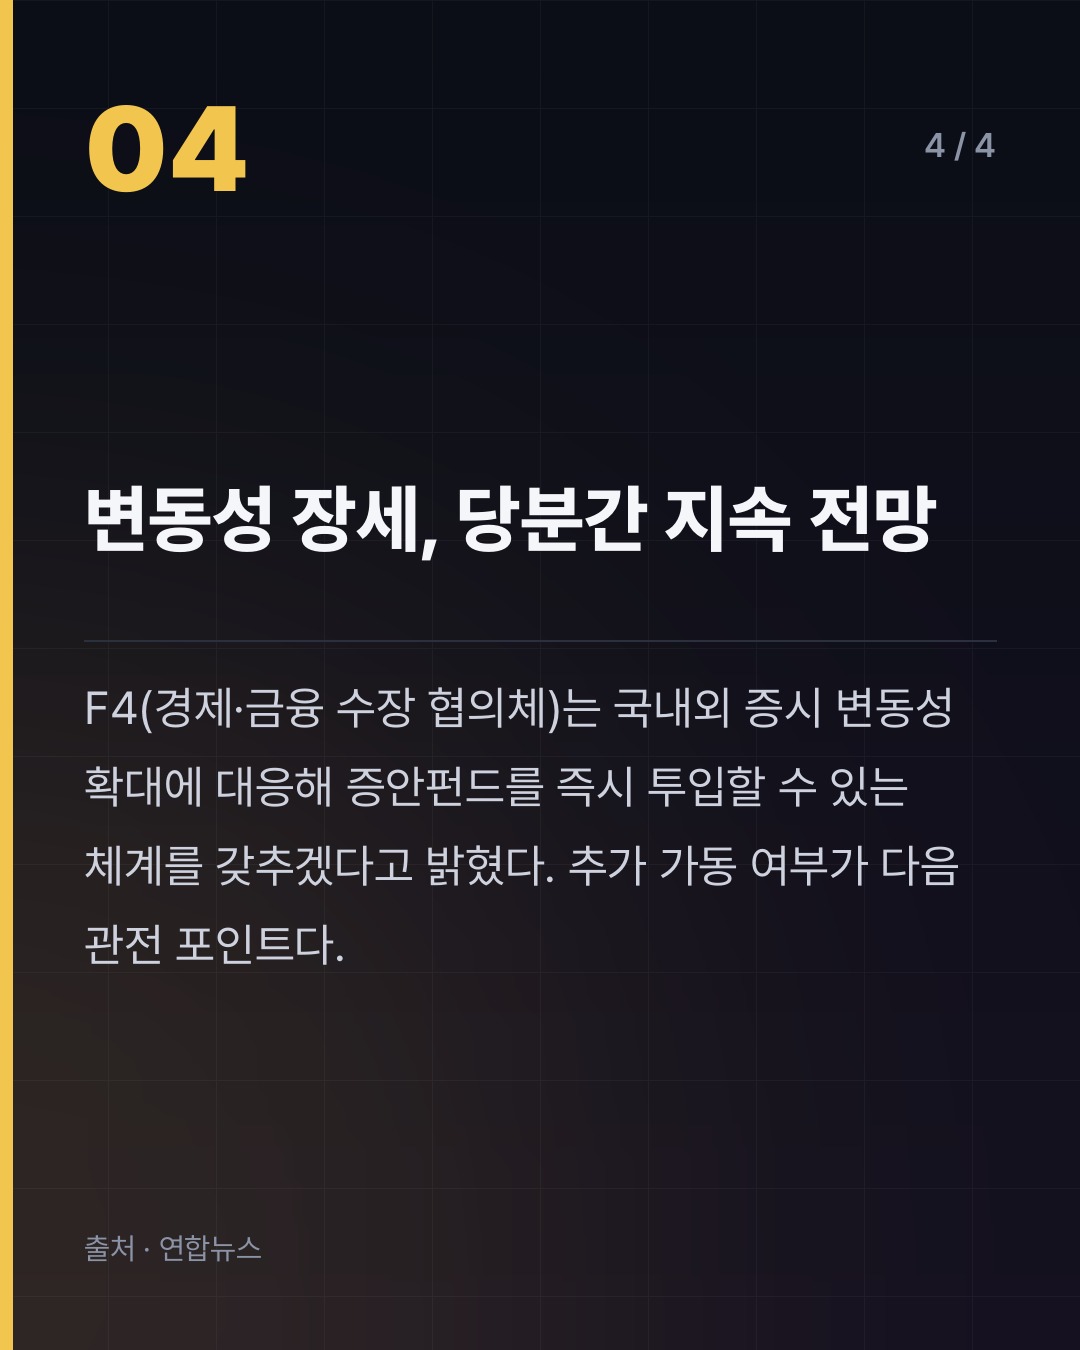 04
4 / 4
변동성 장세, 당분간 지속 전망
F4(경제·금융 수장 협의체)는 국내외 증시 변동성
확대에 대응해 증안펀드를 즉시 투입할 수 있는
체계를 갖추겠다고 밝혔다. 추가 가동 여부가 다음
관전 포인트다.
출처 · 연합뉴스